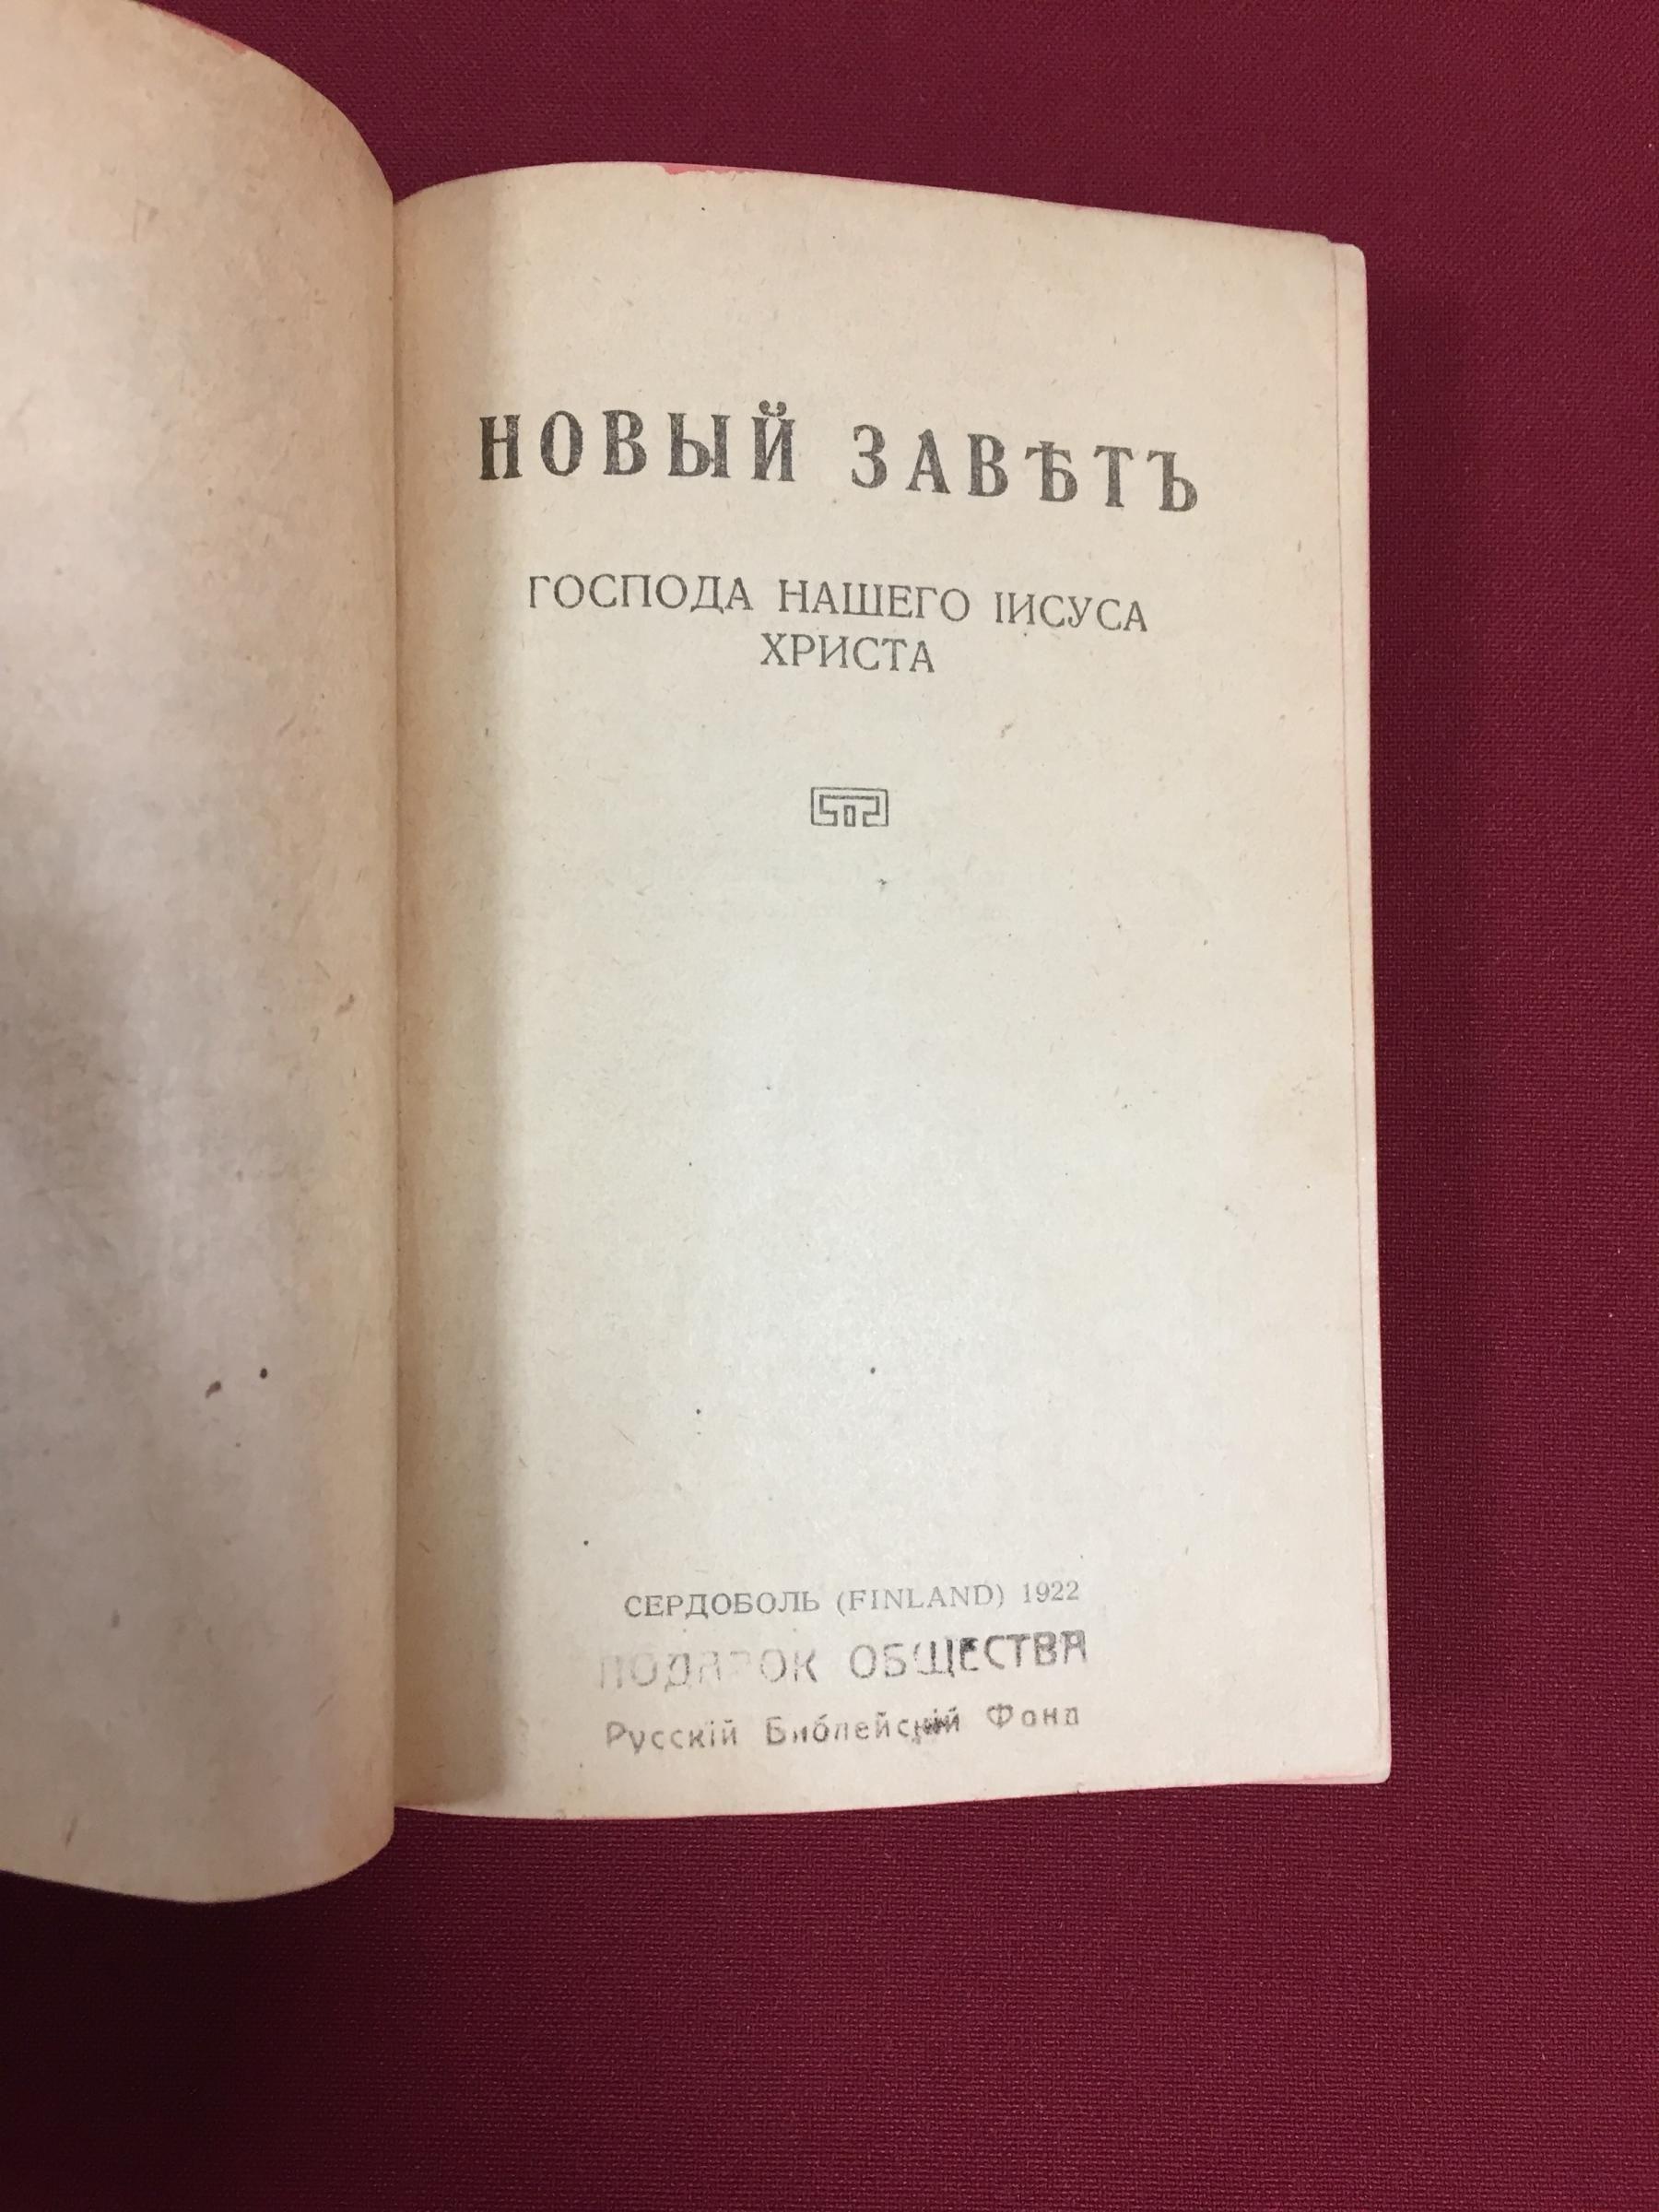 НОВЫЙ ЗАВѢТЪ
ГОСПОДА НАШЕГО ІИСУСА
ХРИСТА
СЕРДОБОЛЬ (FINLAND) 1922
ПОДАРОК ОБЩЕСТВА
Русскій Библейскій Фонд